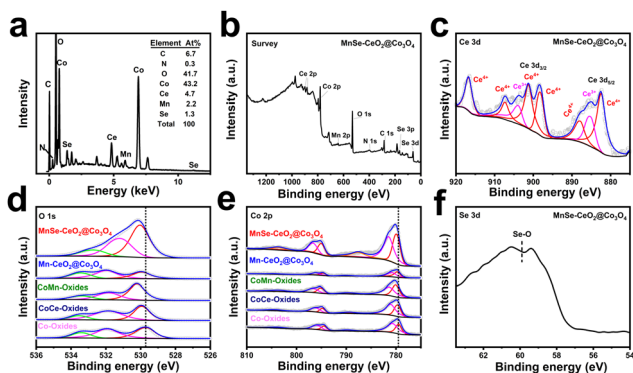 a
Element At%
C 6.7
N 0.3
O 41.7
Co 43.2
Ce 4.7
Mn 2.2
Se 1.3
Total 100
O
Co
C
N
Se
Ce
Mn
Co
Se
Intensity
0
5
10
Energy (keV)
b
Survey
MnSe-CeO₂@Co₃O₄
Ce 2p
Co 2p
O 1s
Mn 2p
N 1s
C 1s
Se 3p
Se 3d
Intensity (a.u.)
1200
900
600
300
0
Binding energy (eV)
c
Ce 3d
MnSe-CeO₂@Co₃O₄
Ce⁴⁺
Ce⁴⁺
Ce³⁺
Ce 3d₃/₂
Ce⁴⁺
Ce⁴⁺
Ce⁴⁺
Ce³⁺
Ce 3d₅/₂
Ce⁴⁺
Intensity (a.u.)
920
910
900
890
880
Binding energy (eV)
d
O 1s
MnSe-CeO₂@Co₃O₄
Mn-CeO₂@Co₃O₄
CoMn-Oxides
CoCe-Oxides
Co-Oxides
Intensity (a.u.)
536
534
532
530
528
526
Binding energy (eV)
e
Co 2p
MnSe-CeO₂@Co₃O₄
Mn-CeO₂@Co₃O₄
CoMn-Oxides
CoCe-Oxides
Co-Oxides
Intensity (a.u.)
810
800
790
780
Binding energy (eV)
f
Se 3d
MnSe-CeO₂@Co₃O₄
Se-O
Intensity (a.u.)
62
60
58
56
54
Binding energy (eV)